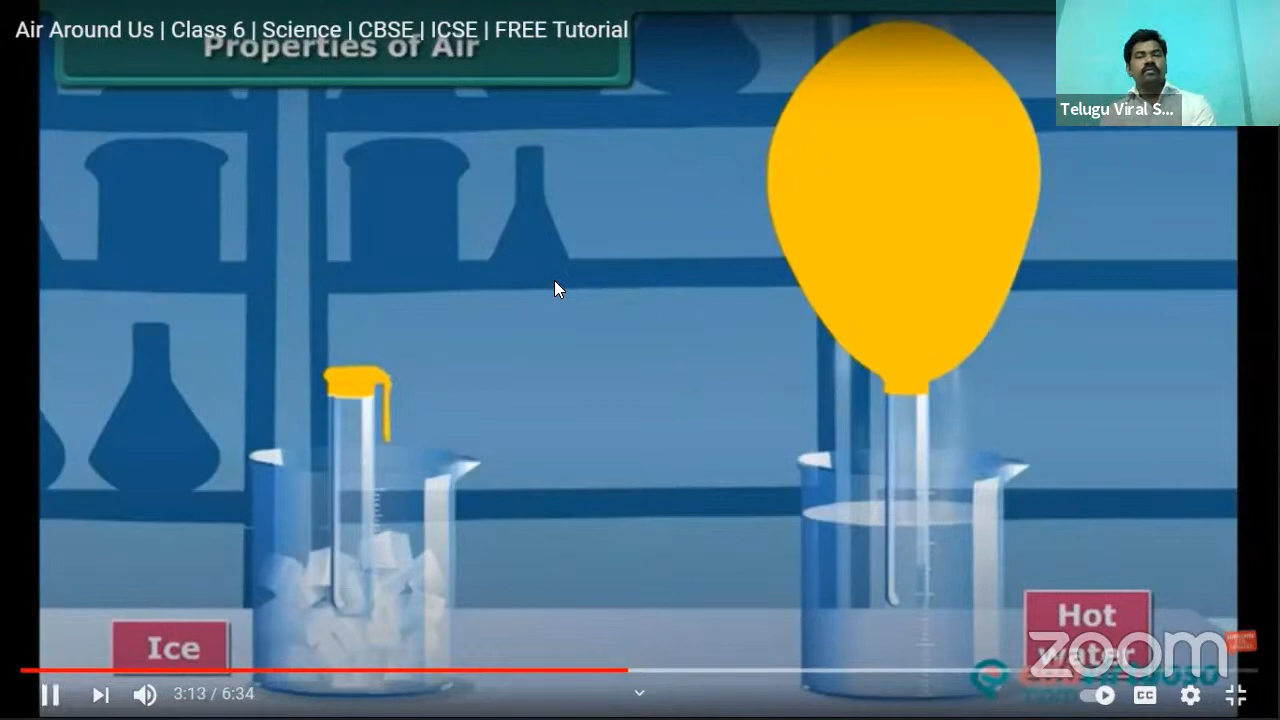 Air Around Us | Class 6 | Science | CBSE | ICSE | FREE Tutorial
Properties of Air
Telugu Viral S...
Ice
Hot
water
zoom
3:13 / 6:34
CC